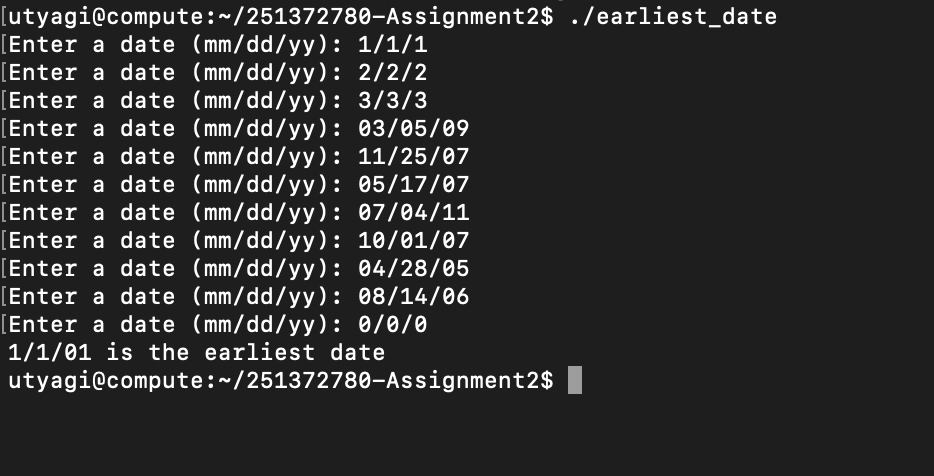 [utyagi@compute:~/251372780-Assignment2$ ./earliest_date
[Enter a date (mm/dd/yy): 1/1/1
[Enter a date (mm/dd/yy): 2/2/2
[Enter a date (mm/dd/yy): 3/3/3
[Enter a date (mm/dd/yy): 03/05/09
[Enter a date (mm/dd/yy): 11/25/07
[Enter a date (mm/dd/yy): 05/17/07
[Enter a date (mm/dd/yy): 07/04/11
[Enter a date (mm/dd/yy): 10/01/07
[Enter a date (mm/dd/yy): 04/28/05
[Enter a date (mm/dd/yy): 08/14/06
[Enter a date (mm/dd/yy): 0/0/0
1/1/01 is the earliest date
utyagi@compute:~/251372780-Assignment2$